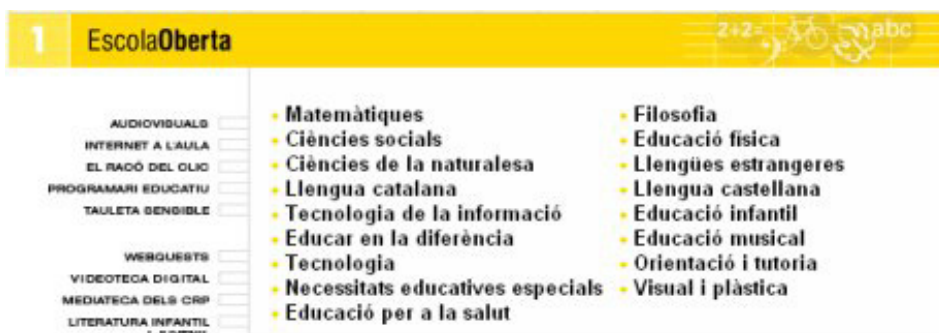 1 EscolaOberta
2+2=
abc
AUDIOVISUALS
INTERNET A L'AULA
EL RACÓ DEL CLIC
PROGRAMARI EDUCATIU
TAULETA SENSIBLE
WEBQUESTS
VIDEOTECA DIGITAL
MEDIATECA DELS CRP
LITERATURA INFANTIL
Matemàtiques
Ciències socials
Ciències de la naturalesa
Llengua catalana
Tecnologia de la informació
Educar en la diferència
Tecnologia
Necessitats educatives especials
Educació per a la salut
Filosofia
Educació física
Llengües estrangeres
Llengua castellana
Educació infantil
Educació musical
Orientació i tutoria
Visual i plàstica